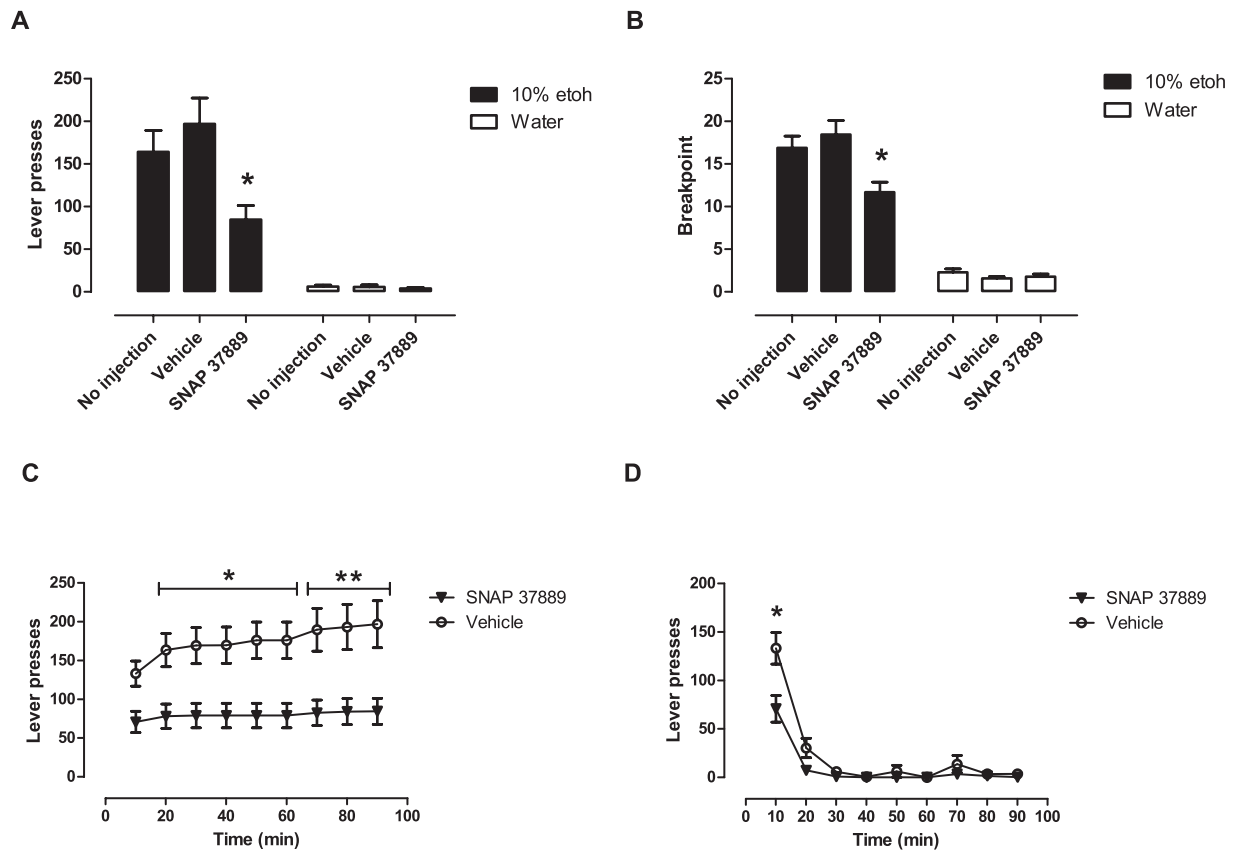 A
Lever presses
250
200
150
100
50
0
*
10% etoh
Water
No injection
Vehicle
SNAP 37889
No injection
Vehicle
SNAP 37889
B
Breakpoint
25
20
15
10
5
0
*
10% etoh
Water
No injection
Vehicle
SNAP 37889
No injection
Vehicle
SNAP 37889
C
Lever presses
250
200
150
100
50
0
*
**
SNAP 37889
Vehicle
0 20 40 60 80 100
Time (min)
D
Lever presses
200
150
100
50
0
*
SNAP 37889
Vehicle
0 10 20 30 40 50 60 70 80 90 100
Time (min)